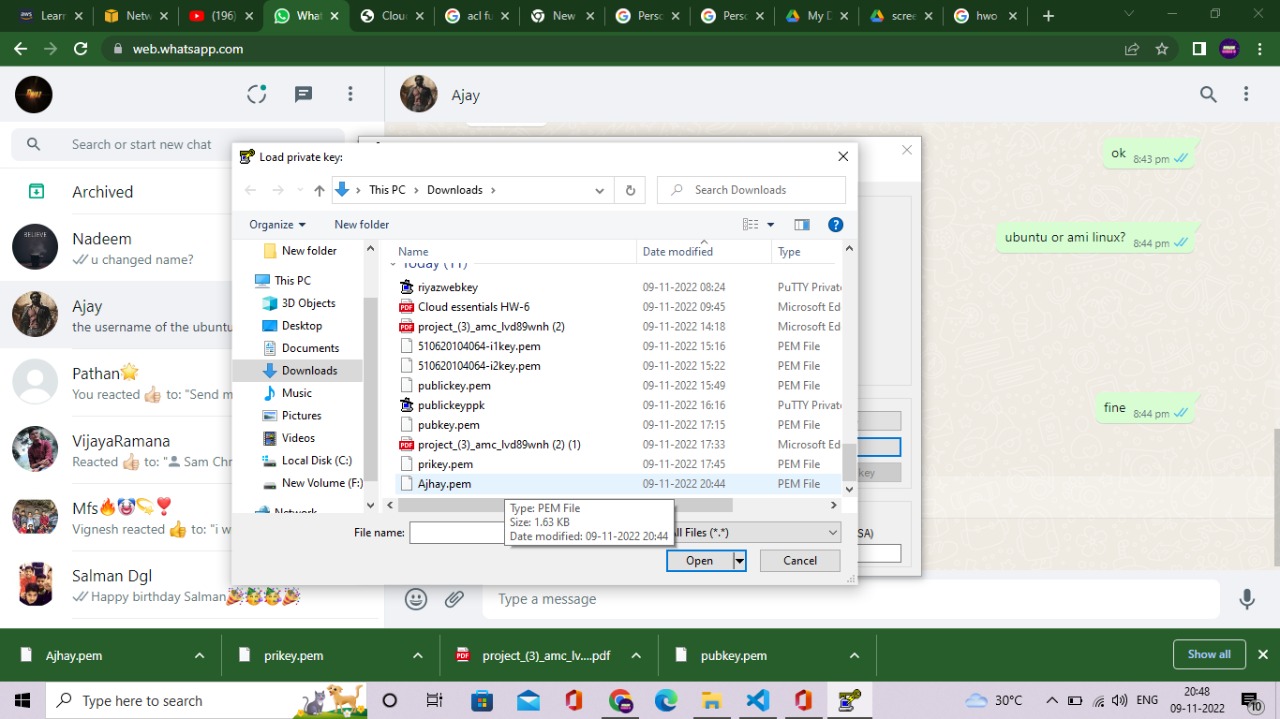 Learn
Netw
(196)
What
Clou
acl fu
New
Perso
Perso
My D
scree
hwo
web.whatsapp.com
Search or start new chat
Archived
Nadeem
u changed name?
Ajay
the username of the ubuntu
Pathan🌟
You reacted 👍 to: "Send m
VijayaRamana
Reacted 👍 to: "👤 Sam Chr
Mfs🔥🤡💫❣
Vignesh reacted 👍 to: "i w
Salman Dgl
Happy birthday Salman🎉🥳🥳🎉
Ajay
ok 8:43 pm
ubuntu or ami linux? 8:44 pm
fine 8:44 pm
Type a message
Load private key:
This PC > Downloads >
Search Downloads
Organize
New folder
New folder
This PC
3D Objects
Desktop
Documents
Downloads
Music
Pictures
Videos
Local Disk (C:)
New Volume (F:)
Network
Name Date modified Type
Today (11)
riyazwebkey 09-11-2022 08:24 PuTTY Privat
Cloud essentials HW-6 09-11-2022 09:45 Microsoft Ed
project_(3)_amc_lvd89wnh (2) 09-11-2022 14:18 Microsoft Ed
510620104064-i1key.pem 09-11-2022 15:16 PEM File
510620104064-i2key.pem 09-11-2022 15:22 PEM File
publickey.pem 09-11-2022 15:49 PEM File
publickeyppk 09-11-2022 16:16 PuTTY Privat
pubkey.pem 09-11-2022 17:15 PEM File
project_(3)_amc_lvd89wnh (2) (1) 09-11-2022 17:33 Microsoft Ed
prikey.pem 09-11-2022 17:45 PEM File
Ajhay.pem 09-11-2022 20:44 PEM File
Type: PEM File
Size: 1.63 KB
Date modified: 09-11-2022 20:44
File name:
ll Files (*.*)
Open
Cancel
key
SA)
Ajhay.pem
prikey.pem
project_(3)_amc_lv....pdf
pubkey.pem
Show all
Type here to search
30°C
ENG
20:48
09-11-2022
10